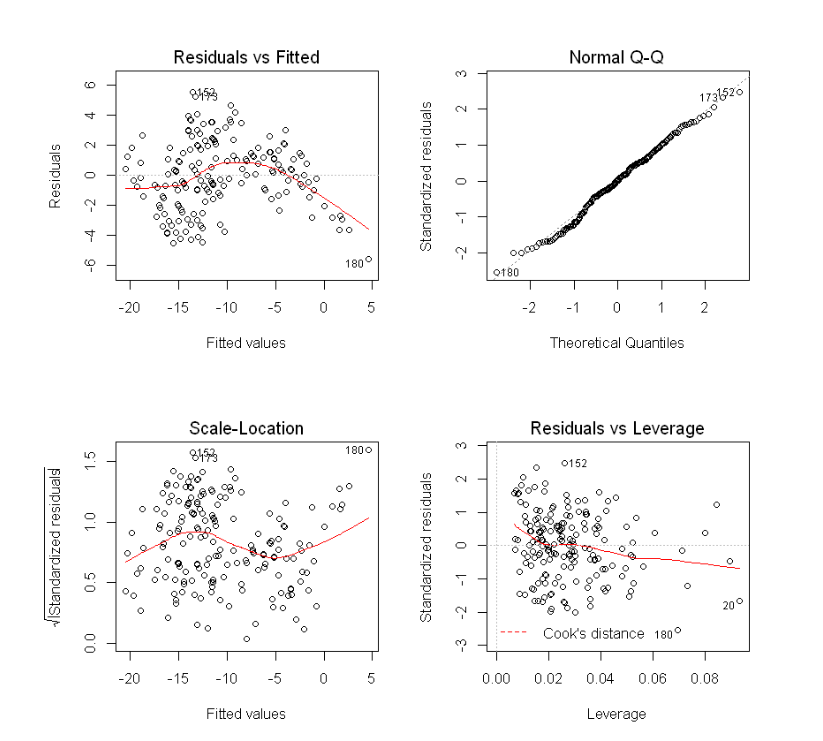 Residuals vs Fitted
Residuals
6
4
2
0
-2
-4
-6
152
173
180
-20 -15 -10 -5 0 5
Fitted values
Normal Q-Q
Standardized residuals
3
2
1
0
-1
-2
173
152
180
-2 -1 0 1 2
Theoretical Quantiles
Scale-Location
√|Standardized residuals|
1.5
1.0
0.5
0.0
152
173
180
-20 -15 -10 -5 0 5
Fitted values
Residuals vs Leverage
Standardized residuals
3
2
1
0
-1
-2
-3
152
20
180
Cook's distance
0.00 0.02 0.04 0.06 0.08
Leverage